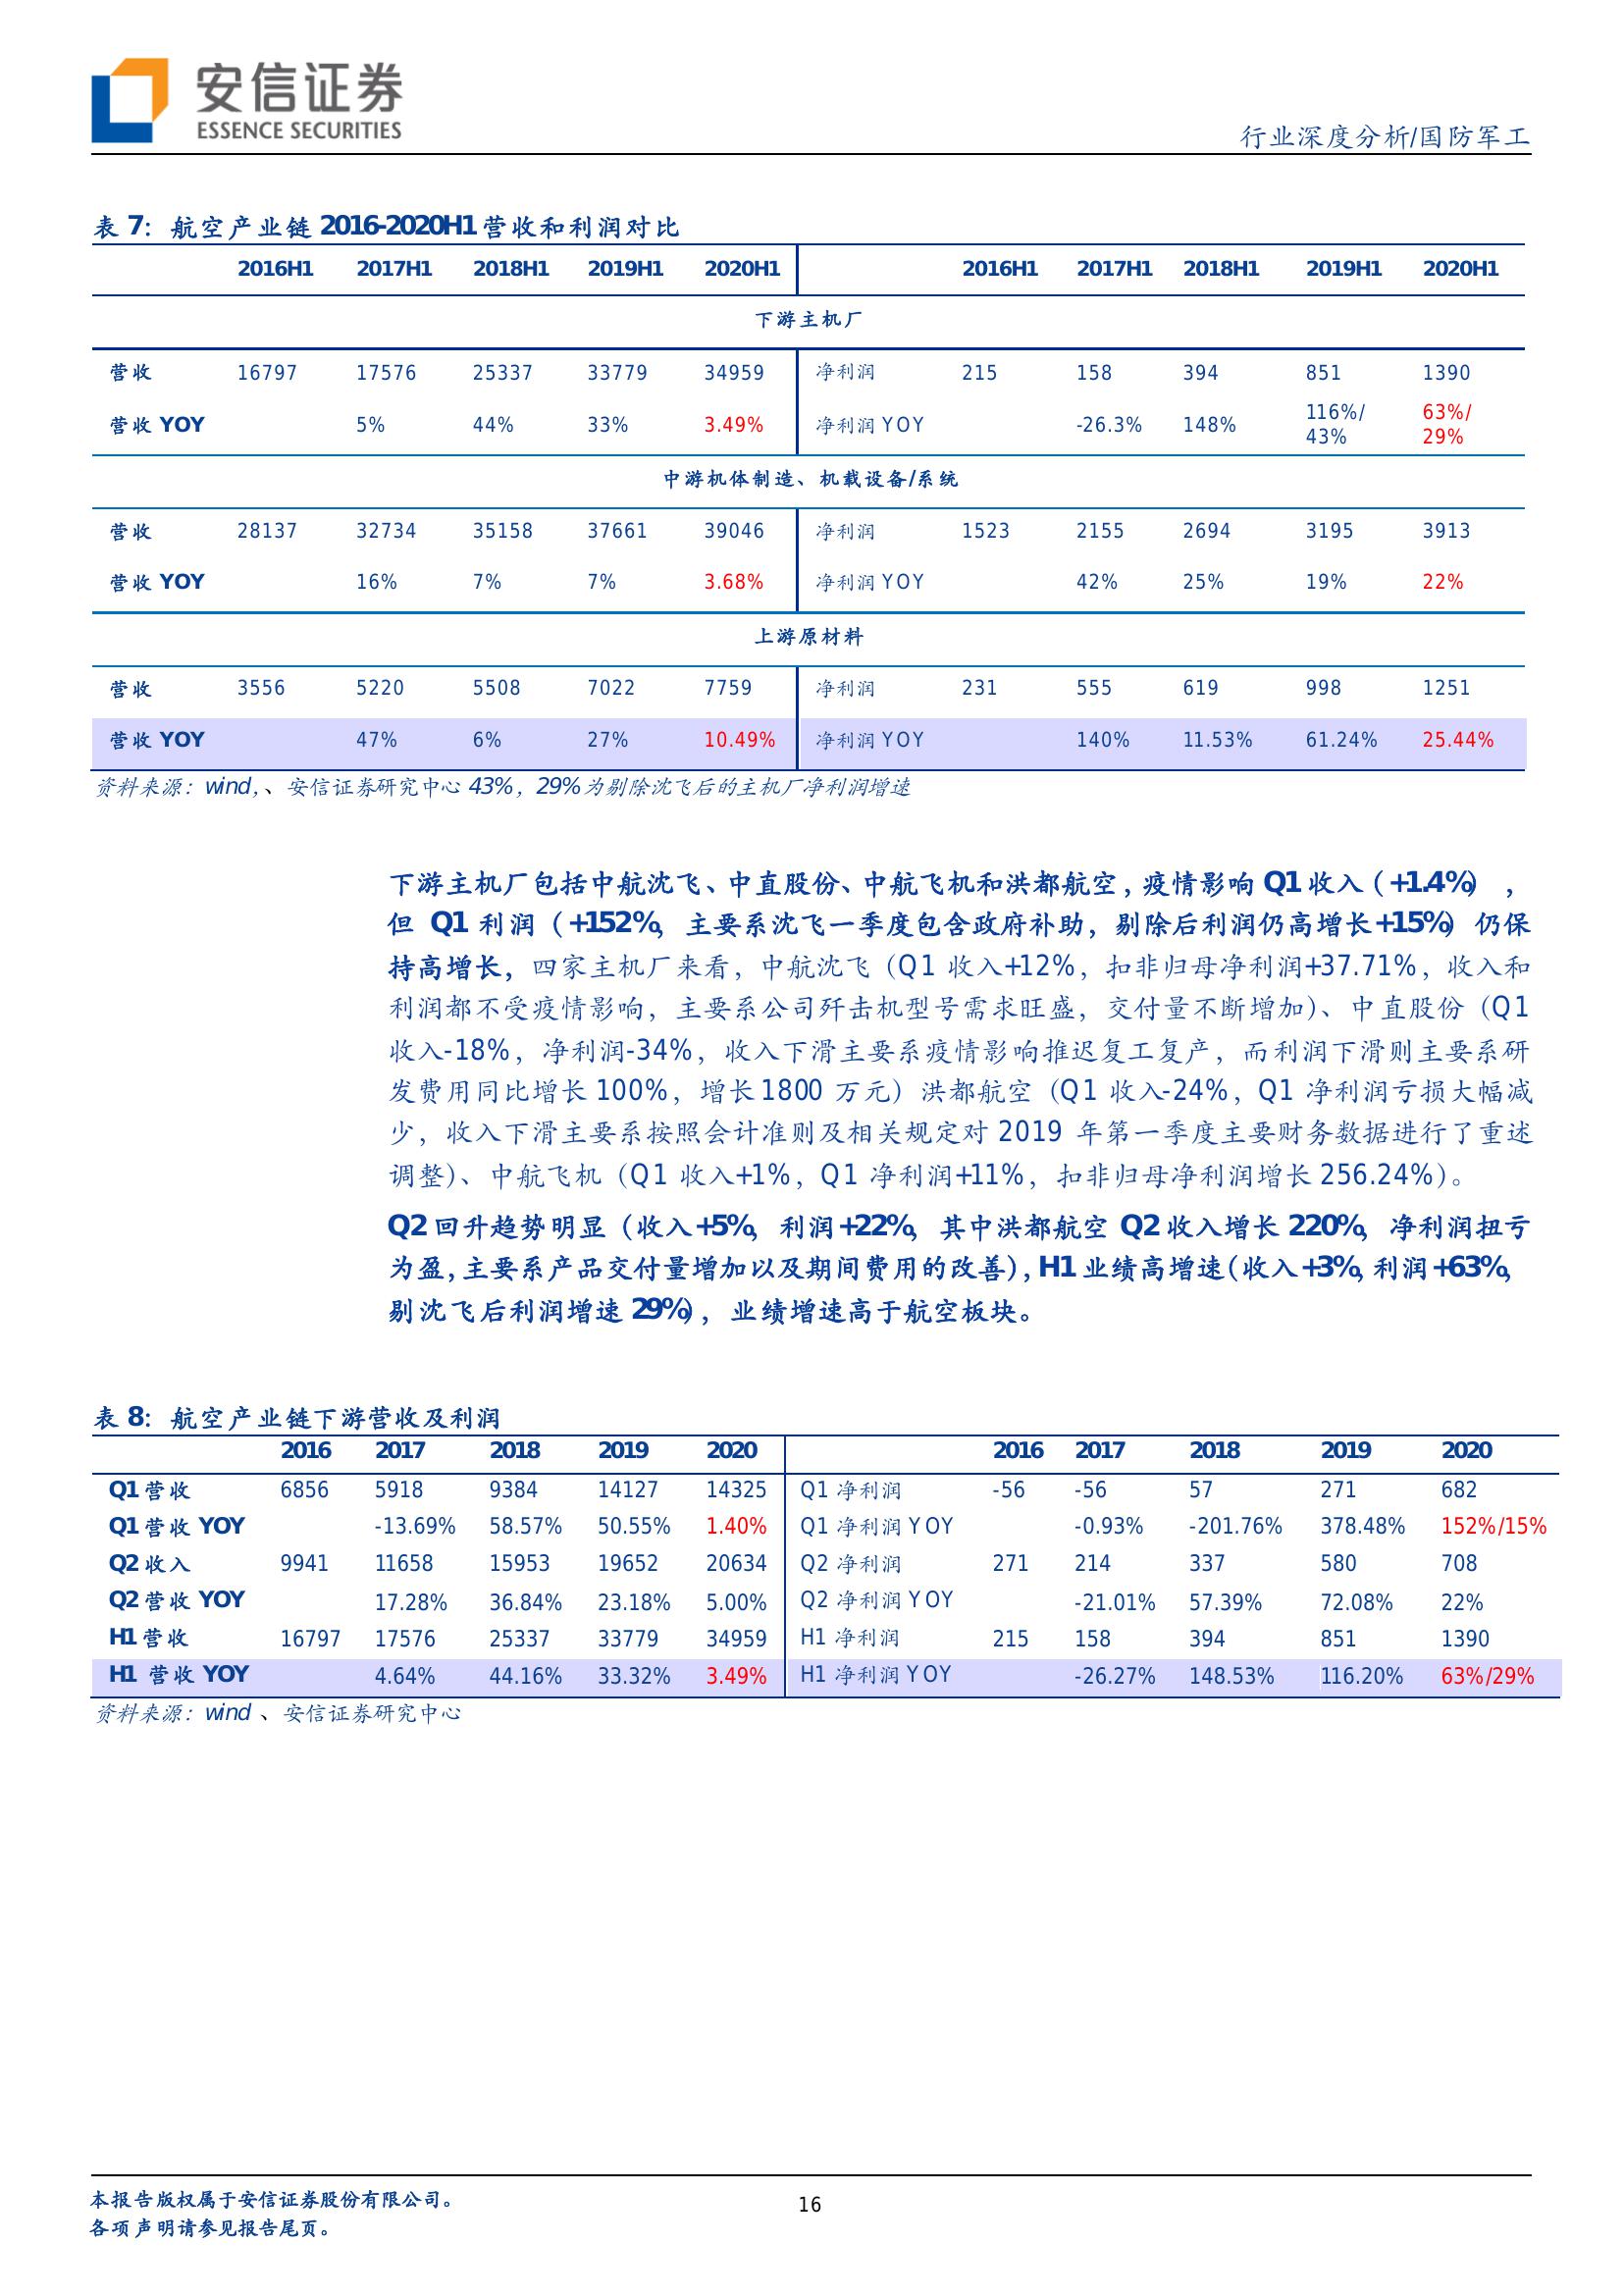 安信证券
ESSENCE SECURITIES
行业深度分析/国防军工
表 7：航空产业链 2016-2020H1 营收和利润对比
2016H1 2017H1 2018H1 2019H1 2020H1 2016H1 2017H1 2018H1 2019H1 2020H1
下游主机厂
营收 16797 17576 25337 33779 34959 净利润 215 158 394 851 1390
营收 YOY 5% 44% 33% 3.49% 净利润 YOY -26.3% 148% 116%/ 63%/
43% 29%
中游机体制造、机载设备/系统
营收 28137 32734 35158 37661 39046 净利润 1523 2155 2694 3195 3913
营收 YOY 16% 7% 7% 3.68% 净利润 YOY 42% 25% 19% 22%
上游原材料
营收 3556 5220 5508 7022 7759 净利润 231 555 619 998 1251
营收 YOY 47% 6% 27% 10.49% 净利润 YOY 140% 11.53% 61.24% 25.44%
资料来源：wind,、安信证券研究中心 43%，29%为剔除沈飞后的主机厂净利润增速
下游主机厂包括中航沈飞、中直股份、中航飞机和洪都航空，疫情影响 Q1 收入（+1.4%），
但 Q1 利润（+152%，主要系沈飞一季度包含政府补助，剔除后利润仍高增长+15%）仍保
持高增长，四家主机厂来看，中航沈飞（Q1 收入+12%，扣非归母净利润+37.71%，收入和
利润都不受疫情影响，主要系公司歼击机型号需求旺盛，交付量不断增加）、中直股份（Q1
收入-18%，净利润-34%，收入下滑主要系疫情影响推迟复工复产，而利润下滑则主要系研
发费用同比增长 100%，增长 1800 万元）洪都航空（Q1 收入-24%，Q1 净利润亏损大幅减
少，收入下滑主要系按照会计准则及相关规定对 2019 年第一季度主要财务数据进行了重述
调整）、中航飞机（Q1 收入+1%，Q1 净利润+11%，扣非归母净利润增长 256.24%）。
Q2 回升趋势明显（收入+5%，利润+22%，其中洪都航空 Q2 收入增长 220%，净利润扭亏
为盈，主要系产品交付量增加以及期间费用的改善），H1 业绩高增速（收入+3%，利润+63%，
剔沈飞后利润增速 29%），业绩增速高于航空板块。
表 8：航空产业链下游营收及利润
2016 2017 2018 2019 2020 2016 2017 2018 2019 2020
Q1 营收 6856 5918 9384 14127 14325 Q1 净利润 -56 -56 57 271 682
Q1 营收 YOY -13.69% 58.57% 50.55% 1.40% Q1 净利润 YOY -0.93% -201.76% 378.48% 152%/15%
Q2 收入 9941 11658 15953 19652 20634 Q2 净利润 271 214 337 580 708
Q2 营收 YOY 17.28% 36.84% 23.18% 5.00% Q2 净利润 YOY -21.01% 57.39% 72.08% 22%
H1 营收 16797 17576 25337 33779 34959 H1 净利润 215 158 394 851 1390
H1 营收 YOY 4.64% 44.16% 33.32% 3.49% H1 净利润 YOY -26.27% 148.53% 116.20% 63%/29%
资料来源：wind 、安信证券研究中心
本报告版权属于安信证券股份有限公司。
各项声明请参见报告尾页。
16